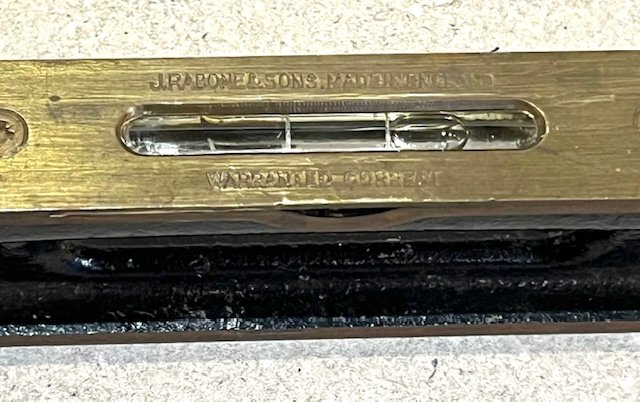 J. RABONE & SONS. MADE IN ENGLAND
WARRANTED CORRECT